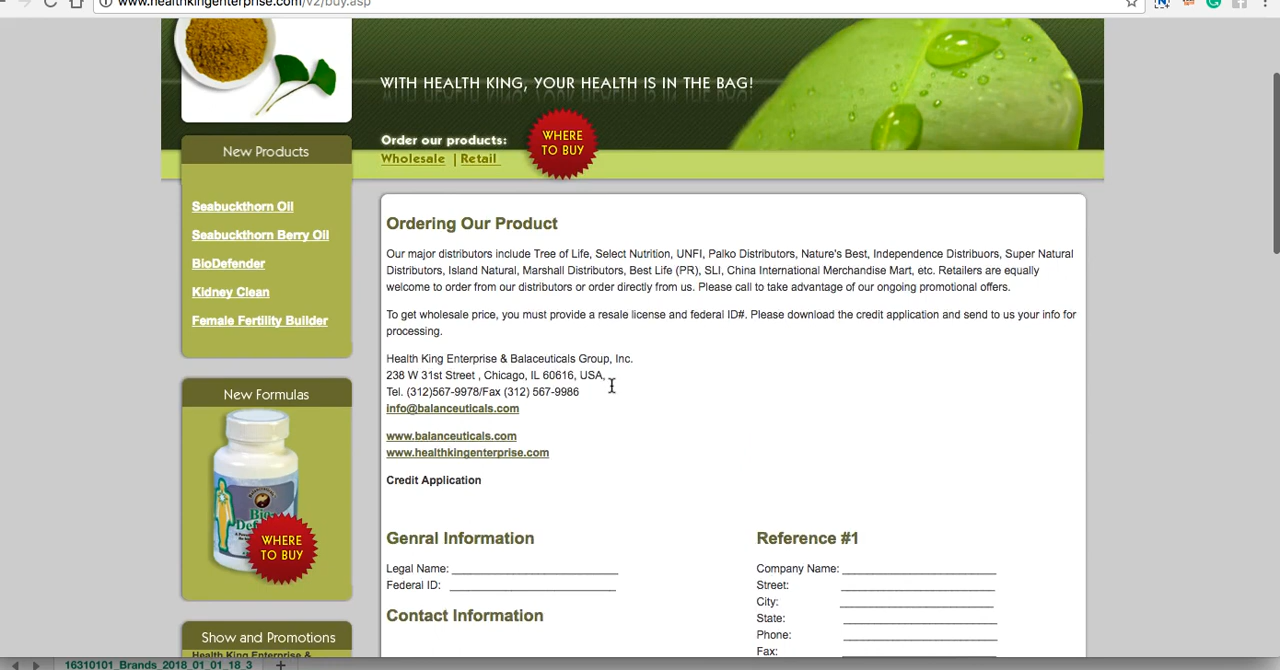 www.healthkingenterprise.com/v2/buy.asp
WITH HEALTH KING, YOUR HEALTH IS IN THE BAG!
Order our products:
Wholesale | Retail
WHERE
TO BUY
New Products
Seabuckthorn Oil
Seabuckthorn Berry Oil
BioDefender
Kidney Clean
Female Fertility Builder
New Formulas
WHERE
TO BUY
Show and Promotions
Health King Enterprise &
Ordering Our Product
Our major distributors include Tree of Life, Select Nutrition, UNFI, Palko Distributors, Nature's Best, Independence Distribuors, Super Natural
Distributors, Island Natural, Marshall Distributors, Best Life (PR), SLI, China International Merchandise Mart, etc. Retailers are equally
welcome to order from our distributors or order directly from us. Please call to take advantage of our ongoing promotional offers.
To get wholesale price, you must provide a resale license and federal ID#. Please download the credit application and send to us your info for
processing.
Health King Enterprise & Balaceuticals Group, Inc.
238 W 31st Street , Chicago, IL 60616, USA,
Tel. (312)567-9978/Fax (312) 567-9986
info@balanceuticals.com
www.balanceuticals.com
www.healthkingenterprise.com
Credit Application
Genral Information
Legal Name:
Federal ID:
Contact Information
Reference #1
Company Name:
Street:
City:
State:
Phone:
Fax:
16310101_Brands_2018_01_01_18_3